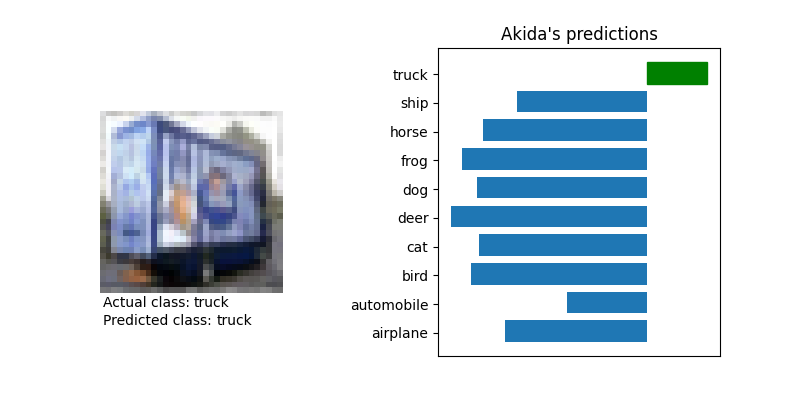 Akida's predictions
truck
ship
horse
frog
dog
deer
cat
bird
automobile
airplane
Actual class: truck
Predicted class: truck